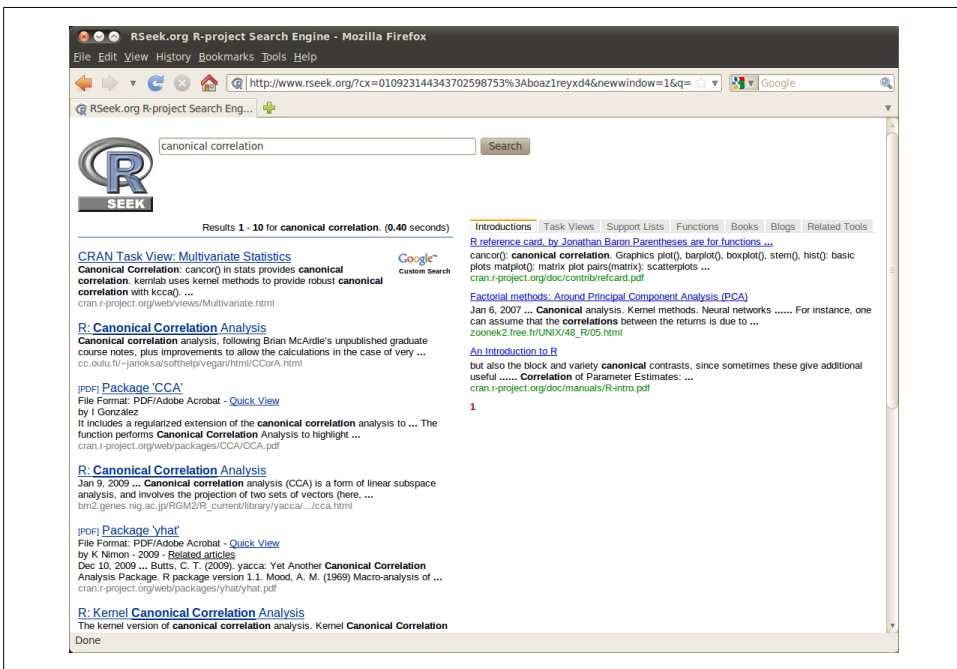 RSeek.org R-project Search Engine - Mozilla Firefox
File Edit View History Bookmarks Tools Help
http://www.rseek.org/?cx=010923144343702598753%3Aboaz1reyxd4&newwindow=1&q=
Google
RSeek.org R-project Search Eng...
R
SEEK
canonical correlation
Search
Results 1 - 10 for canonical correlation. (0.40 seconds)
CRAN Task View: Multivariate Statistics
Google™
Custom Search
Canonical Correlation: cancor() in stats provides canonical
correlation. kernlab uses kernel methods to provide robust canonical
correlation with kcca(). ...
cran.r-project.org/web/views/Multivariate.html
R: Canonical Correlation Analysis
Canonical correlation analysis, following Brian McArdle's unpublished graduate
course notes, plus improvements to allow the calculations in the case of very ...
cc.oulu.fi/~jarioksa/softhelp/vegan/html/CCorA.html
[PDF] Package 'CCA'
File Format: PDF/Adobe Acrobat - Quick View
by I González
It includes a regularized extension of the canonical correlation analysis to ... The
function performs Canonical Correlation Analysis to highlight ...
cran.r-project.org/web/packages/CCA/CCA.pdf
R: Canonical Correlation Analysis
Jan 9, 2009 ... Canonical correlation analysis (CCA) is a form of linear subspace
analysis, and involves the projection of two sets of vectors (here, ...
bm2.genes.nig.ac.jp/RGM2/R_current/library/yacca/.../cca.html
[PDF] Package 'yhat'
File Format: PDF/Adobe Acrobat - Quick View
by K Nimon - 2009 - Related articles
Dec 10, 2009 ... Butts, C. T. (2009). yacca: Yet Another Canonical Correlation
Analysis Package. R package version 1.1. Mood, A. M. (1969) Macro-analysis of ...
cran.r-project.org/web/packages/yhat/yhat.pdf
R: Kernel Canonical Correlation Analysis
The kernel version of canonical correlation analysis. Kernel Canonical Correlation
Introductions Task Views Support Lists Functions Books Blogs Related Tools
R reference card, by Jonathan Baron Parentheses are for functions ...
cancor(): canonical correlation. Graphics plot(), barplot(), boxplot(), stem(), hist(): basic
plots matplot(): matrix plot pairs(matrix): scatterplots ...
cran.r-project.org/doc/contrib/refcard.pdf
Factorial methods: Around Principal Component Analysis (PCA)
Jan 6, 2007 ... Canonical analysis. Kernel methods. Neural networks ...... For instance, one
can assume that the correlations between the returns is due to ...
zoonek2.free.fr/UNIX/48_R/05.html
An Introduction to R
but also the block and variety canonical contrasts, since sometimes these give additional
useful ...... Correlation of Parameter Estimates: ...
cran.r-project.org/doc/manuals/R-intro.pdf
1
Done